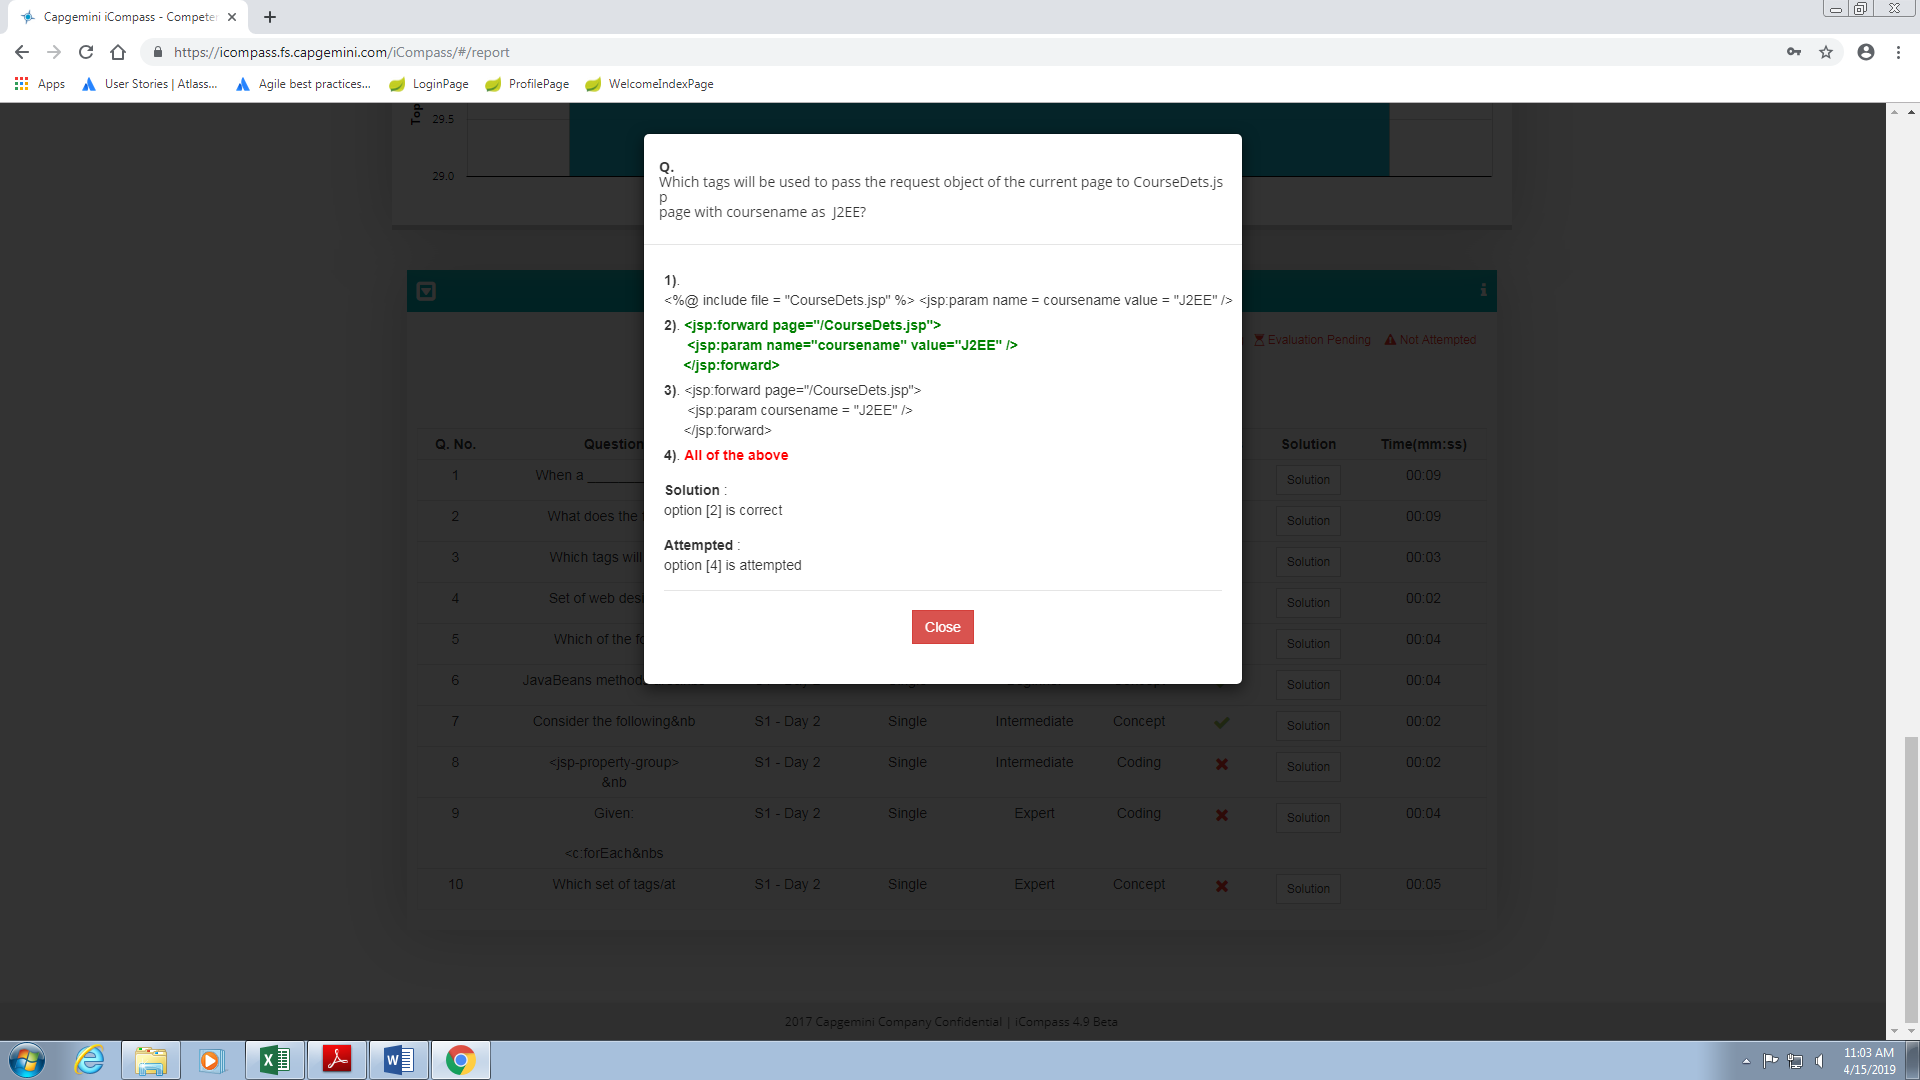 Capgemini iCompass - Competer
https://icompass.fs.capgemini.com/iCompass/#/report
Apps
User Stories | Atlass...
Agile best practices...
LoginPage
ProfilePage
WelcomeIndexPage
Top
29.5
29.0
Q.
Which tags will be used to pass the request object of the current page to CourseDets.js
p
page with coursename as J2EE?
1).
<%@ include file = "CourseDets.jsp" %> <jsp:param name = coursename value = "J2EE" />
2). <jsp:forward page="/CourseDets.jsp">
<jsp:param name="coursename" value="J2EE" />
</jsp:forward>
3). <jsp:forward page="/CourseDets.jsp">
<jsp:param coursename = "J2EE" />
</jsp:forward>
4). All of the above
Solution :
option [2] is correct
Attempted :
option [4] is attempted
Close
Evaluation Pending Not Attempted
Q. No. Question Solution Time(mm:ss)
1 When a ________ Solution 00:09
2 What does the Solution 00:09
3 Which tags will Solution 00:03
4 Set of web des Solution 00:02
5 Which of the fo Solution 00:04
6 JavaBeans method Solution 00:04
7 Consider the following&nb S1 - Day 2 Single Intermediate Concept Solution 00:02
8 <jsp-property-group> S1 - Day 2 Single Intermediate Coding Solution 00:02
&nb
9 Given: S1 - Day 2 Single Expert Coding Solution 00:04
<c:forEach&nbs
10 Which set of tags/at S1 - Day 2 Single Expert Concept Solution 00:05
2017 Capgemini Company Confidential | iCompass 4.9 Beta
11:03 AM
4/15/2019